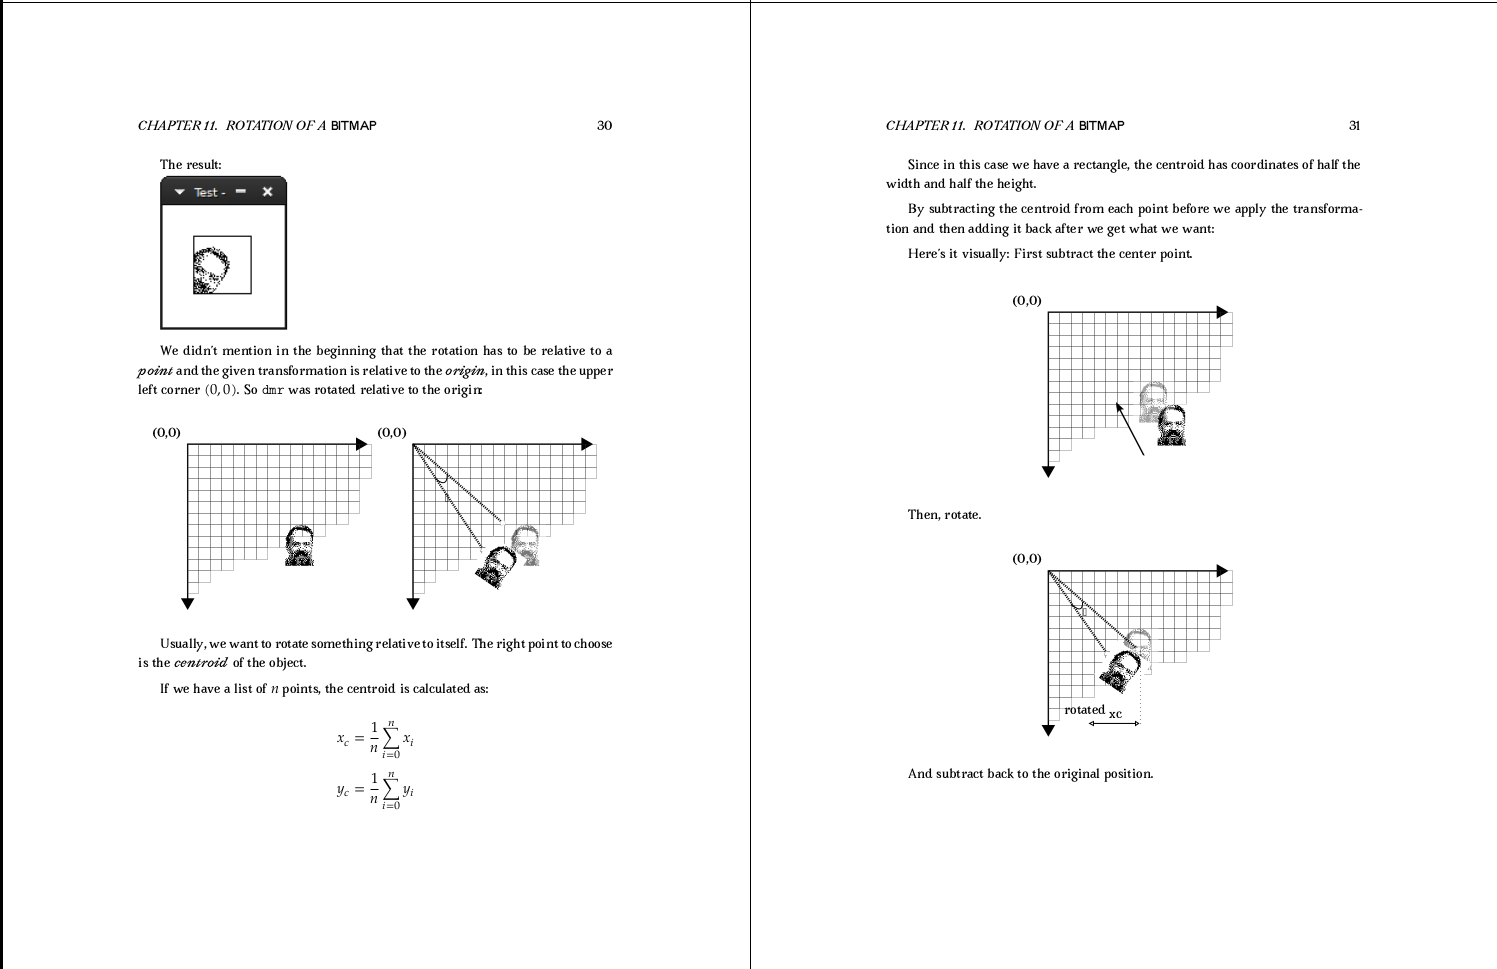 CHAPTER 11. ROTATION OF A BITMAP 30
The result:
Test -
We didn't mention in the beginning that the rotation has to be relative to a
point and the given transformation is relative to the origin, in this case the upper
left corner (0, 0). So dmr was rotated relative to the origin:
(0,0) (0,0)
Usually, we want to rotate something relative to itself. The right point to choose
is the centroid of the object.
If we have a list of n points, the centroid is calculated as:
x_c = \frac{1}{n} \sum_{i=0}^{n} x_i
y_c = \frac{1}{n} \sum_{i=0}^{n} y_i
CHAPTER 11. ROTATION OF A BITMAP 31
Since in this case we have a rectangle, the centroid has coordinates of half the
width and half the height.
By subtracting the centroid from each point before we apply the transforma-
tion and then adding it back after we get what we want:
Here's it visually: First subtract the center point.
(0,0)
Then, rotate.
(0,0)
rotated xc
And subtract back to the original position.